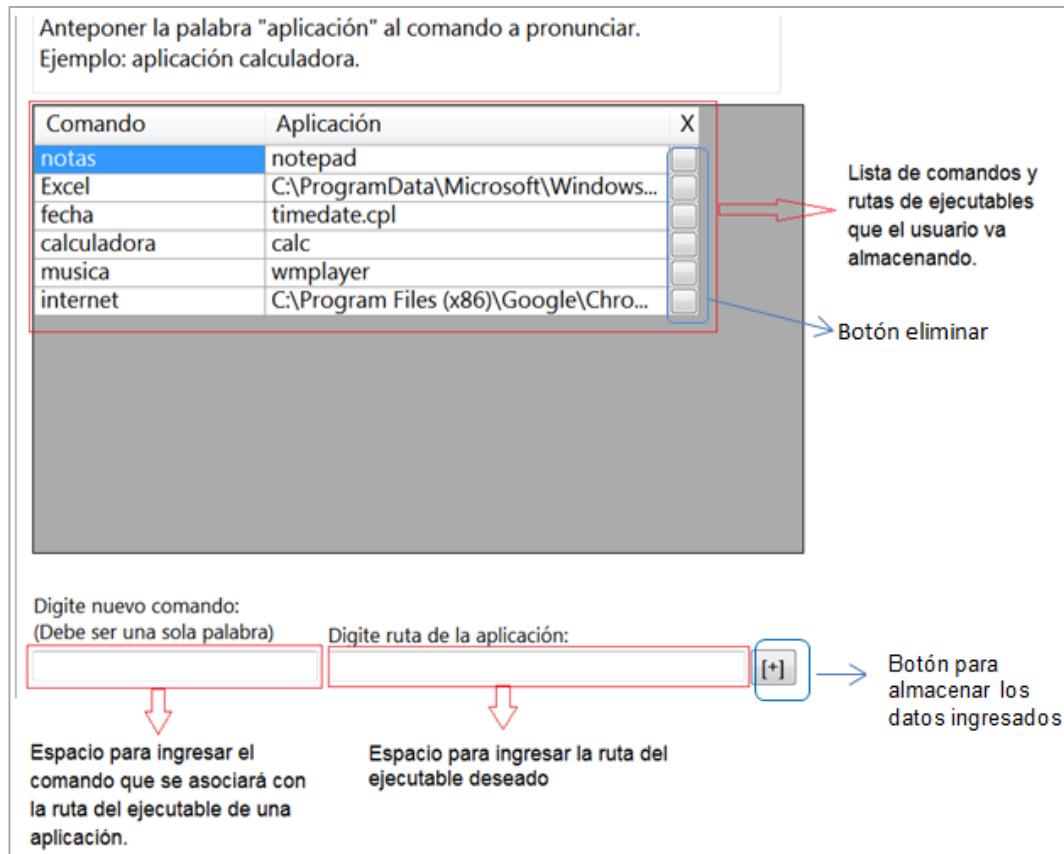 Anteponer la palabra "aplicación" al comando a pronunciar.
Ejemplo: aplicación calculadora.
Comando Aplicación X
notas notepad
Excel C:\ProgramData\Microsoft\Windows...
fecha timedate.cpl
calculadora calc
musica wmplayer
internet C:\Program Files (x86)\Google\Chro...
Lista de comandos y
rutas de ejecutables
que el usuario va
almacenando.
Botón eliminar
Digite nuevo comando:
(Debe ser una sola palabra)
Digite ruta de la aplicación:
[+]
Botón para
almacenar los
datos ingresados
Espacio para ingresar el
comando que se asociará con
la ruta del ejecutable de una
aplicación.
Espacio para ingresar la ruta del
ejecutable deseado